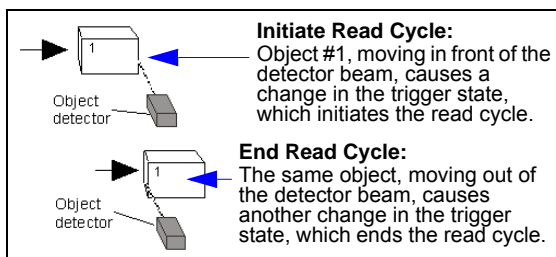 Initiate Read Cycle:
Object #1, moving in front of the
detector beam, causes a
change in the trigger state,
which initiates the read cycle.
1
Object
detector
End Read Cycle:
The same object, moving out of
the detector beam, causes
another change in the trigger
state, which ends the read cycle.
1
Object
detector